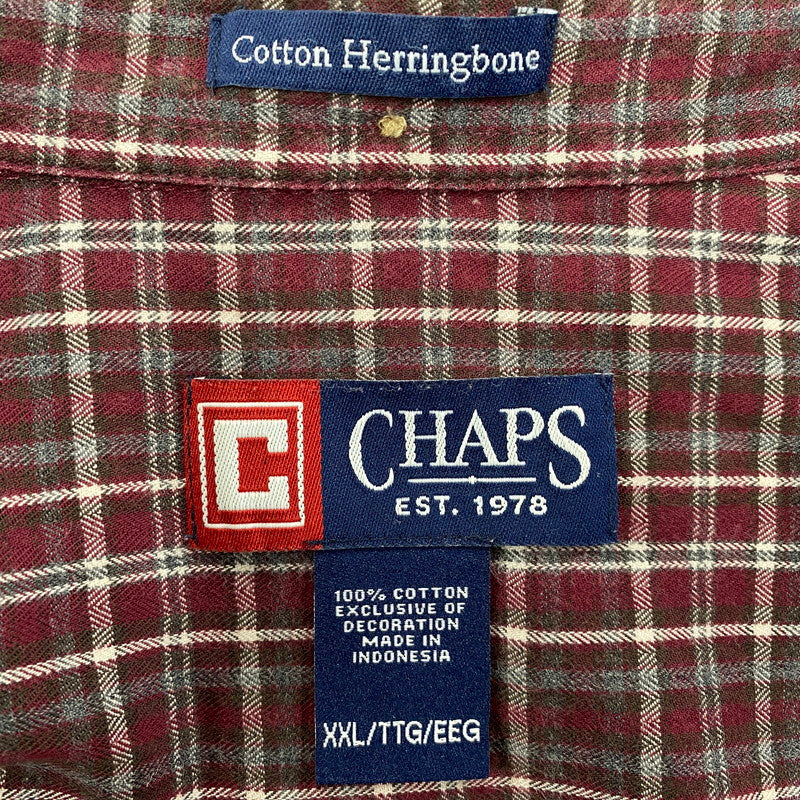 Cotton Herringbone
C CHAPS
EST. 1978
100% COTTON
EXCLUSIVE OF
DECORATION
MADE IN
INDONESIA
XXL/TTG/EEG